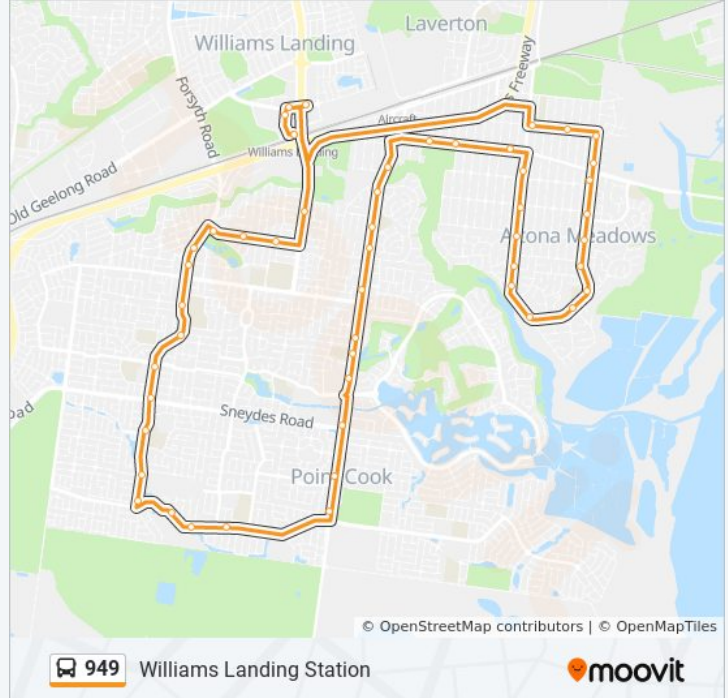 Laverton
Williams Landing
Forsyth Road
s Freeway
Aircraft
Williams Landing
Old Geelong Road
Altona Meadows
Sneydes Road
oad
Point Cook
© OpenStreetMap contributors | © OpenMapTiles
949 Williams Landing Station
moovit